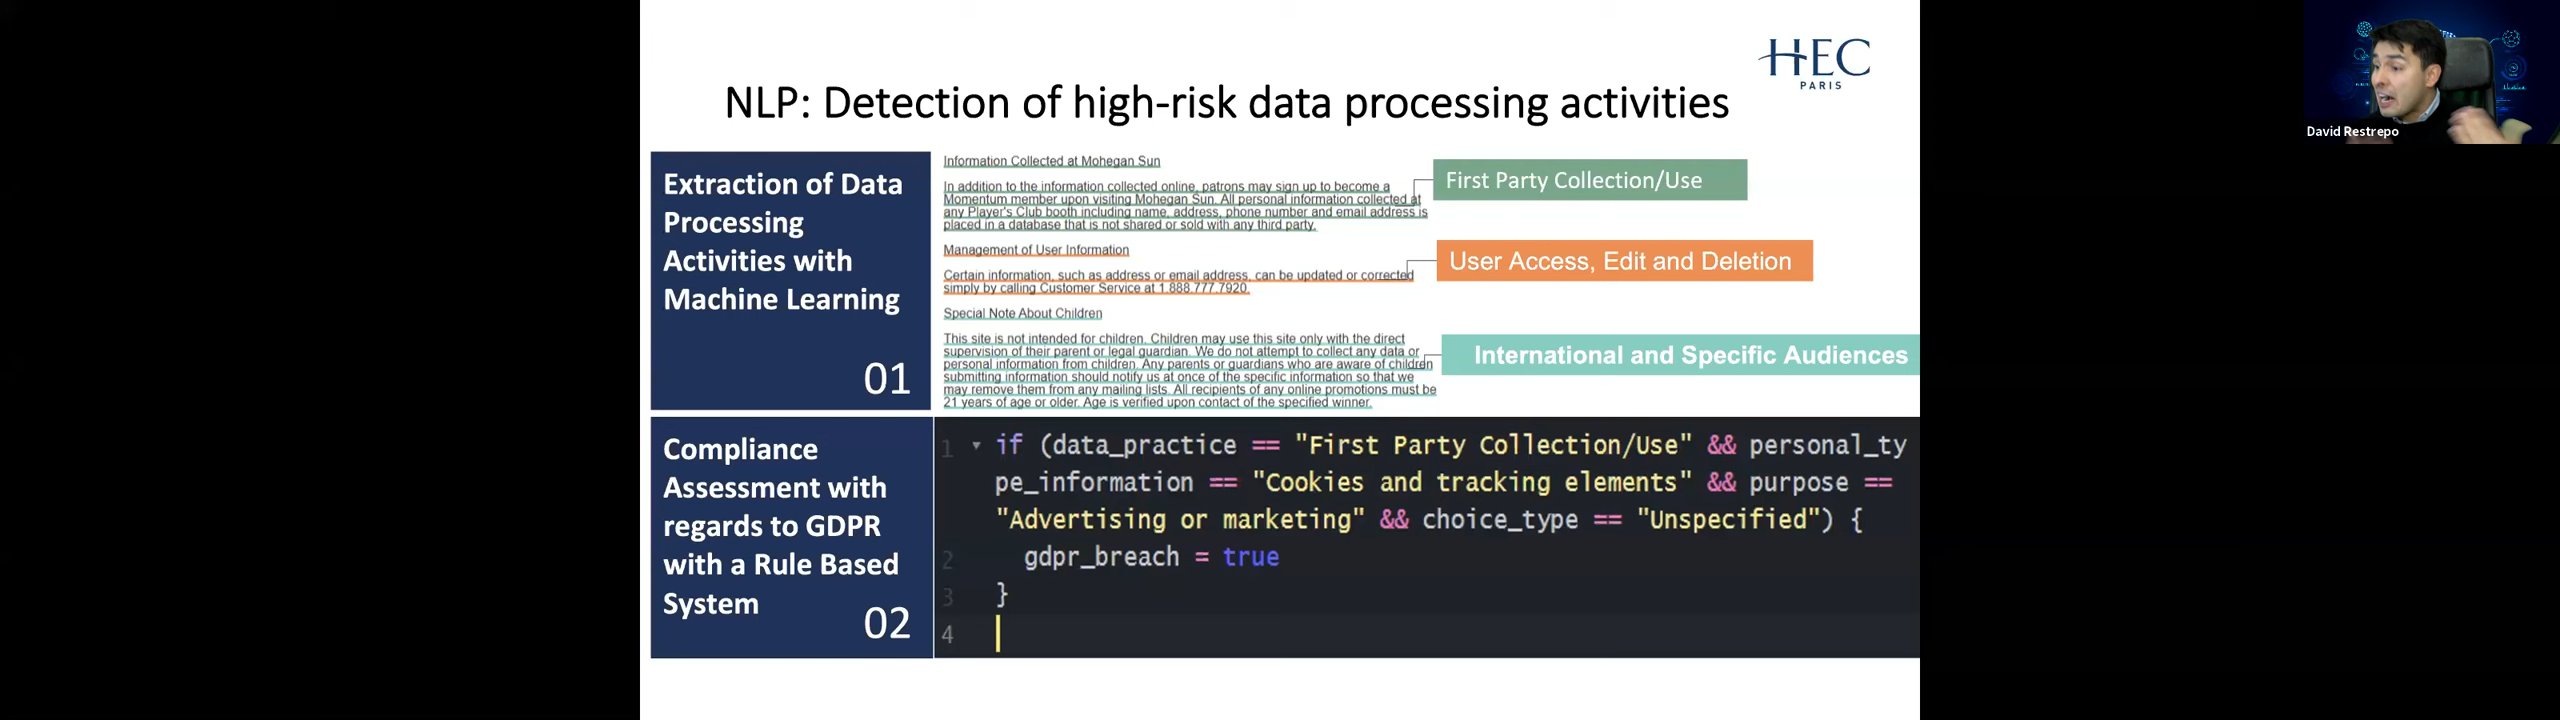 HEC
PARIS
NLP: Detection of high-risk data processing activities
David Restrepo
Extraction of Data
Processing
Activities with
Machine Learning
01
Information Collected at Mohegan Sun
In addition to the information collected online, patrons may sign up to become a
Momentum member upon visiting Mohegan Sun. All personal information collected at
any Player's Club booth including name, address, phone number and email address is
placed in a database that is not shared or sold with any third party.
Management of User Information
Certain information, such as address or email address, can be updated or corrected
simply by calling Customer Service at 1.888.777.7920.
Special Note About Children
This site is not intended for children. Children may use this site only with the direct
supervision of their parent or legal guardian. We do not attempt to collect any data or
personal information from children. Any parents or guardians who are aware of children
submitting information should notify us at once of the specific information so that we
may remove them from any mailing lists. All recipients of any online promotions must be
21 years of age or older. Age is verified upon contact of the specified winner.
First Party Collection/Use
User Access, Edit and Deletion
International and Specific Audiences
Compliance
Assessment with
regards to GDPR
with a Rule Based
System
02
1 if (data_practice == "First Party Collection/Use" && personal_ty
pe_information == "Cookies and tracking elements" && purpose ==
"Advertising or marketing" && choice_type == "Unspecified") {
2 gdpr_breach = true
3 }
4